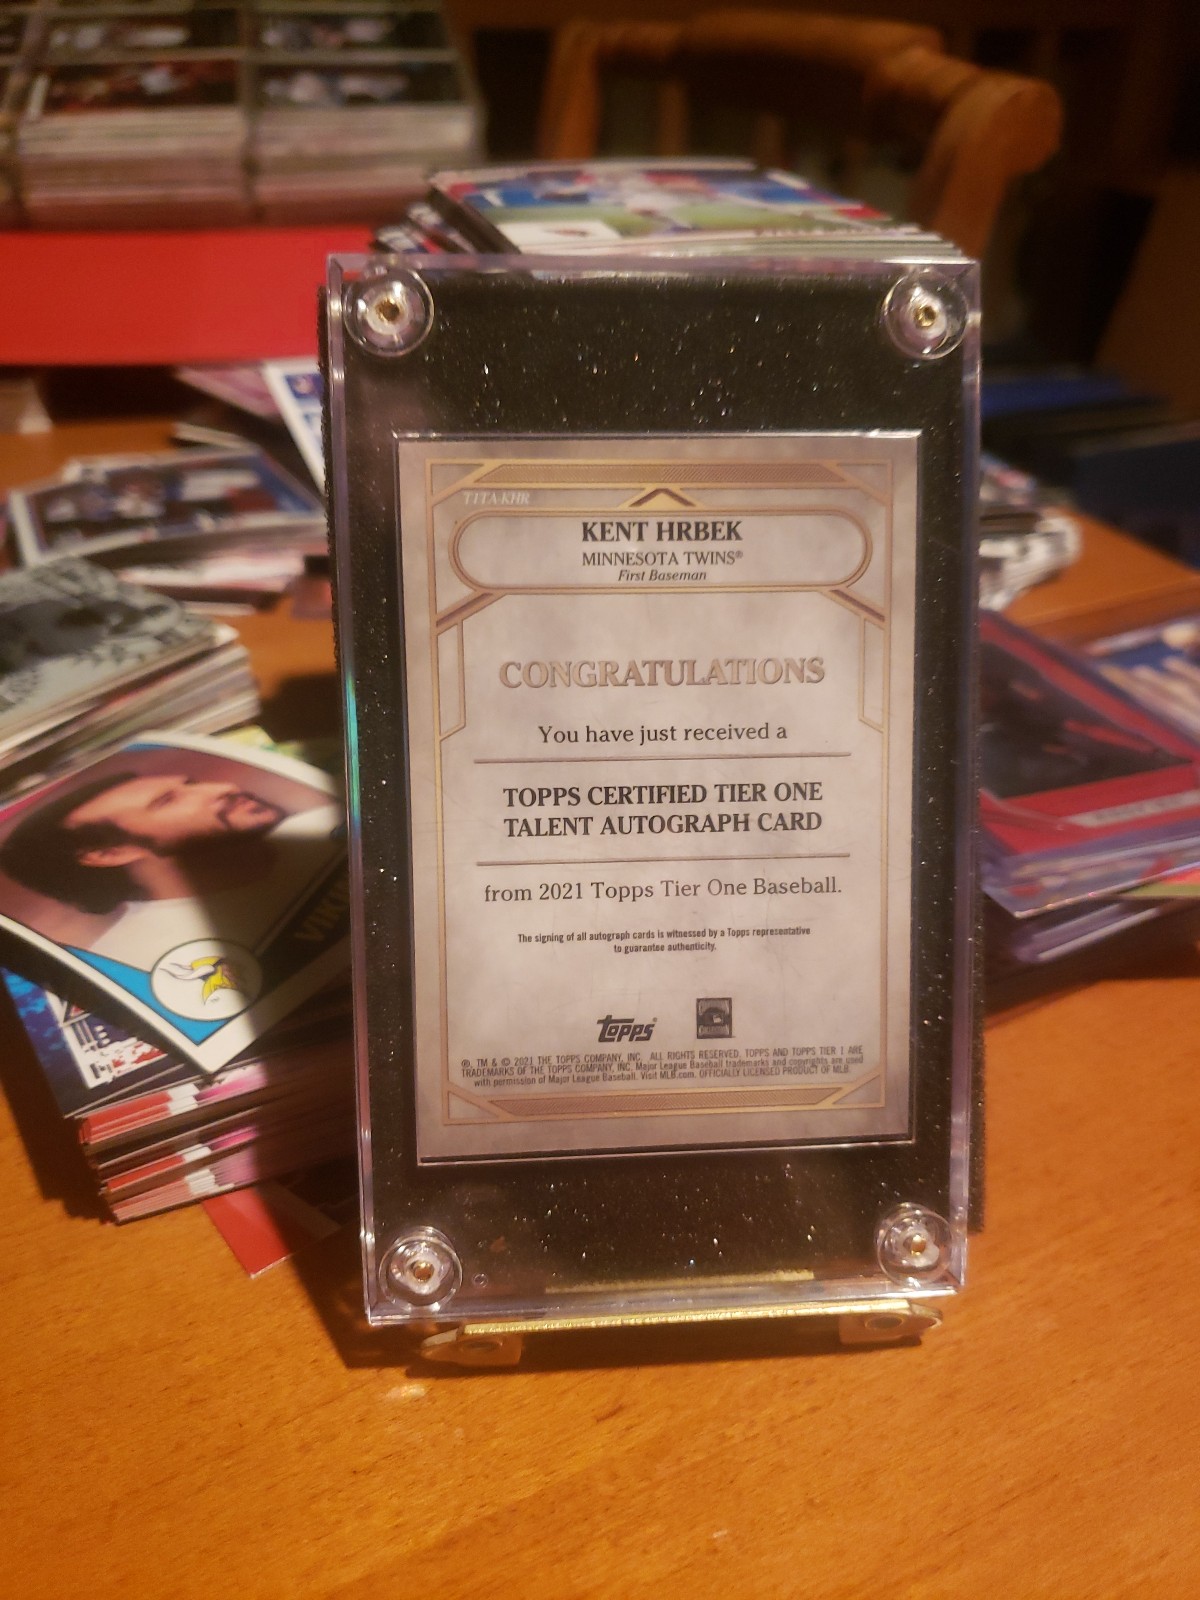 T1TA-KHR
KENT HRBEK
MINNESOTA TWINS®
First Baseman
CONGRATULATIONS
You have just received a
TOPPS CERTIFIED TIER ONE
TALENT AUTOGRAPH CARD
from 2021 Topps Tier One Baseball.
The signing of all autograph cards is witnessed by a Topps representative
to guarantee authenticity.
topps®
®, TM & © 2021 THE TOPPS COMPANY, INC. ALL RIGHTS RESERVED. TOPPS AND TOPPS TIER 1 ARE
TRADEMARKS OF THE TOPPS COMPANY, INC. Major League Baseball trademarks and copyrights are used
with permission of Major League Baseball. Visit MLB.com. OFFICIALLY LICENSED PRODUCT OF MLB.